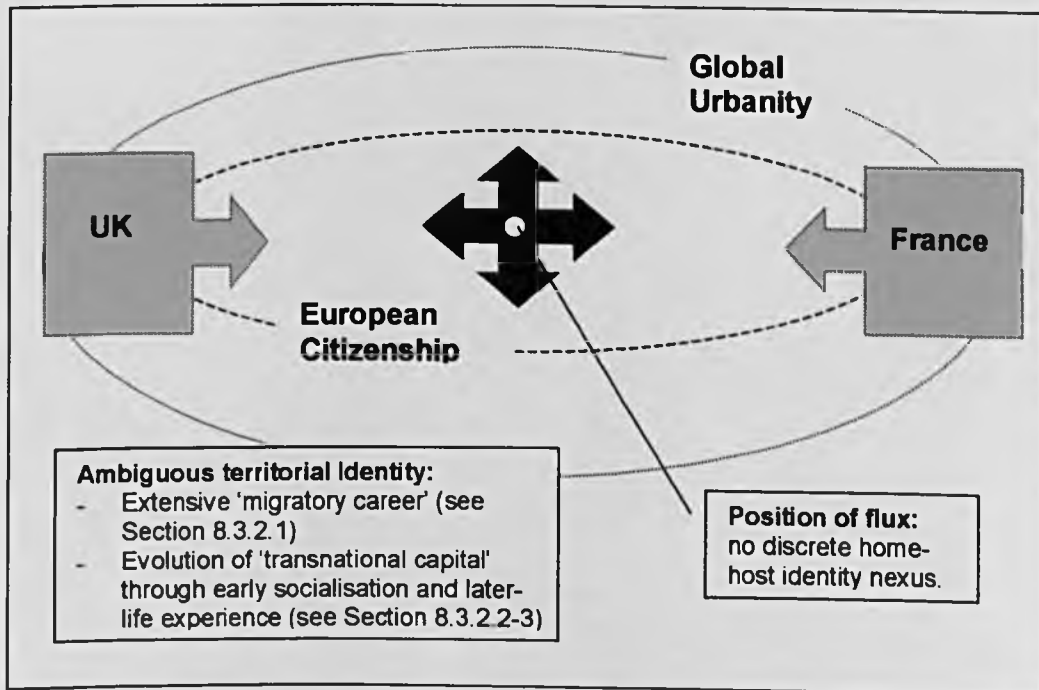 Global
Urbanity
UK
France
European
Citizenship
Ambiguous territorial Identity:
- Extensive 'migratory career' (see
Section 8.3.2.1)
- Evolution of 'transnational capital'
through early socialisation and later-
life experience (see Section 8.3.2.2-3)
Position of flux:
no discrete home-
host identity nexus.